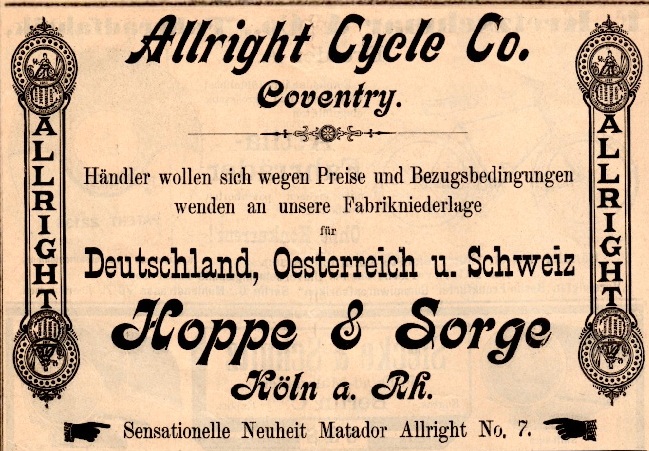 Allright Cycle Co.
Coventry.
Händler wollen sich wegen Preise und Bezugsbedingungen
wenden an unsere Fabrikniederlage
für
Deutschland, Oesterreich u. Schweiz
Hoppe & Sorge
Köln a. Rh.
Sensationelle Neuheit Matador Allright No. 7.
ALLRIGHT
ALLRIGHT